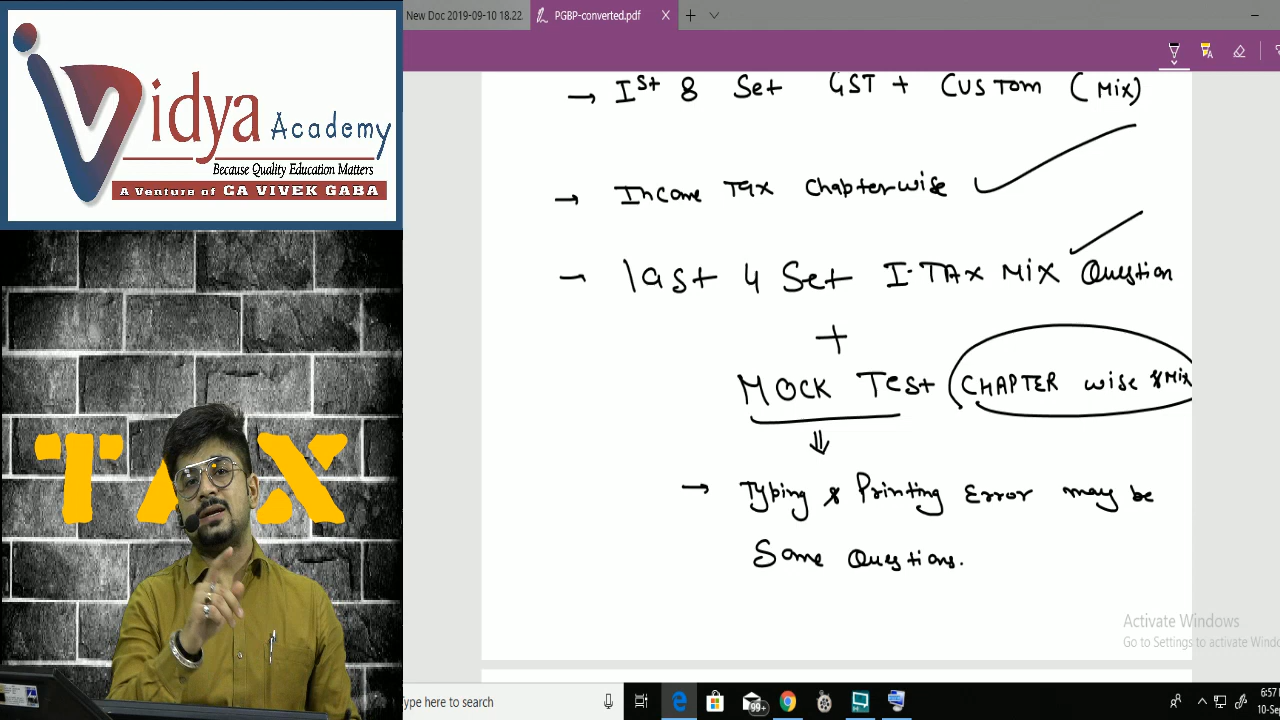 Vidya Academy
Because Quality Education Matters
A Venture of CA VIVEK GABA
TAX
New Doc 2019-09-10 18.22
PGBP-converted.pdf
→ Ist 8 Set GST + CUSTOM (Mix)
→ Income Tax Chapterwise
- last 4 Set I-TAX MIX Question
+
MOCK Test (CHAPTER wise & Mix
⇓
→ Typing & Printing Error may be
Some Questions.
Activate Windows
Go to Settings to activate Windo
Type here to search
99+
6:57
10-Se